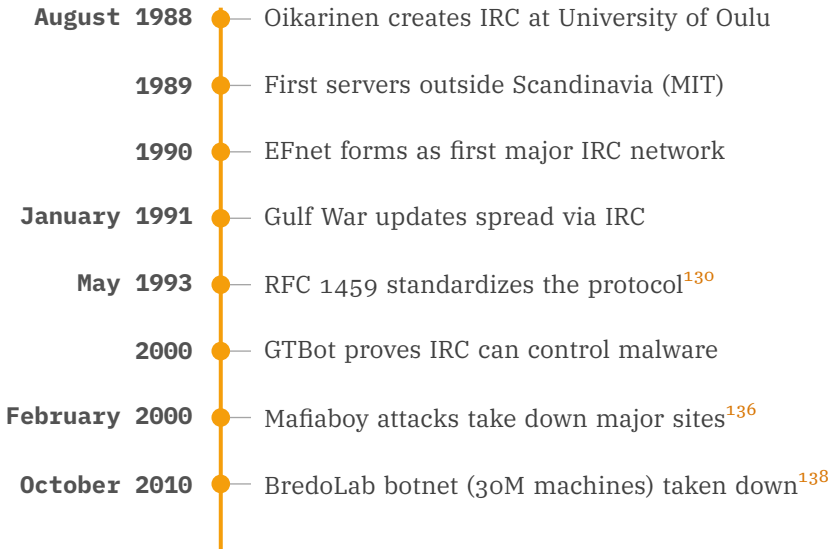 August 1988 Oikarinen creates IRC at University of Oulu
1989 First servers outside Scandinavia (MIT)
1990 EFnet forms as first major IRC network
January 1991 Gulf War updates spread via IRC
May 1993 RFC 1459 standardizes the protocol130
2000 GTBot proves IRC can control malware
February 2000 Mafiaboy attacks take down major sites136
October 2010 BredoLab botnet (30M machines) taken down138